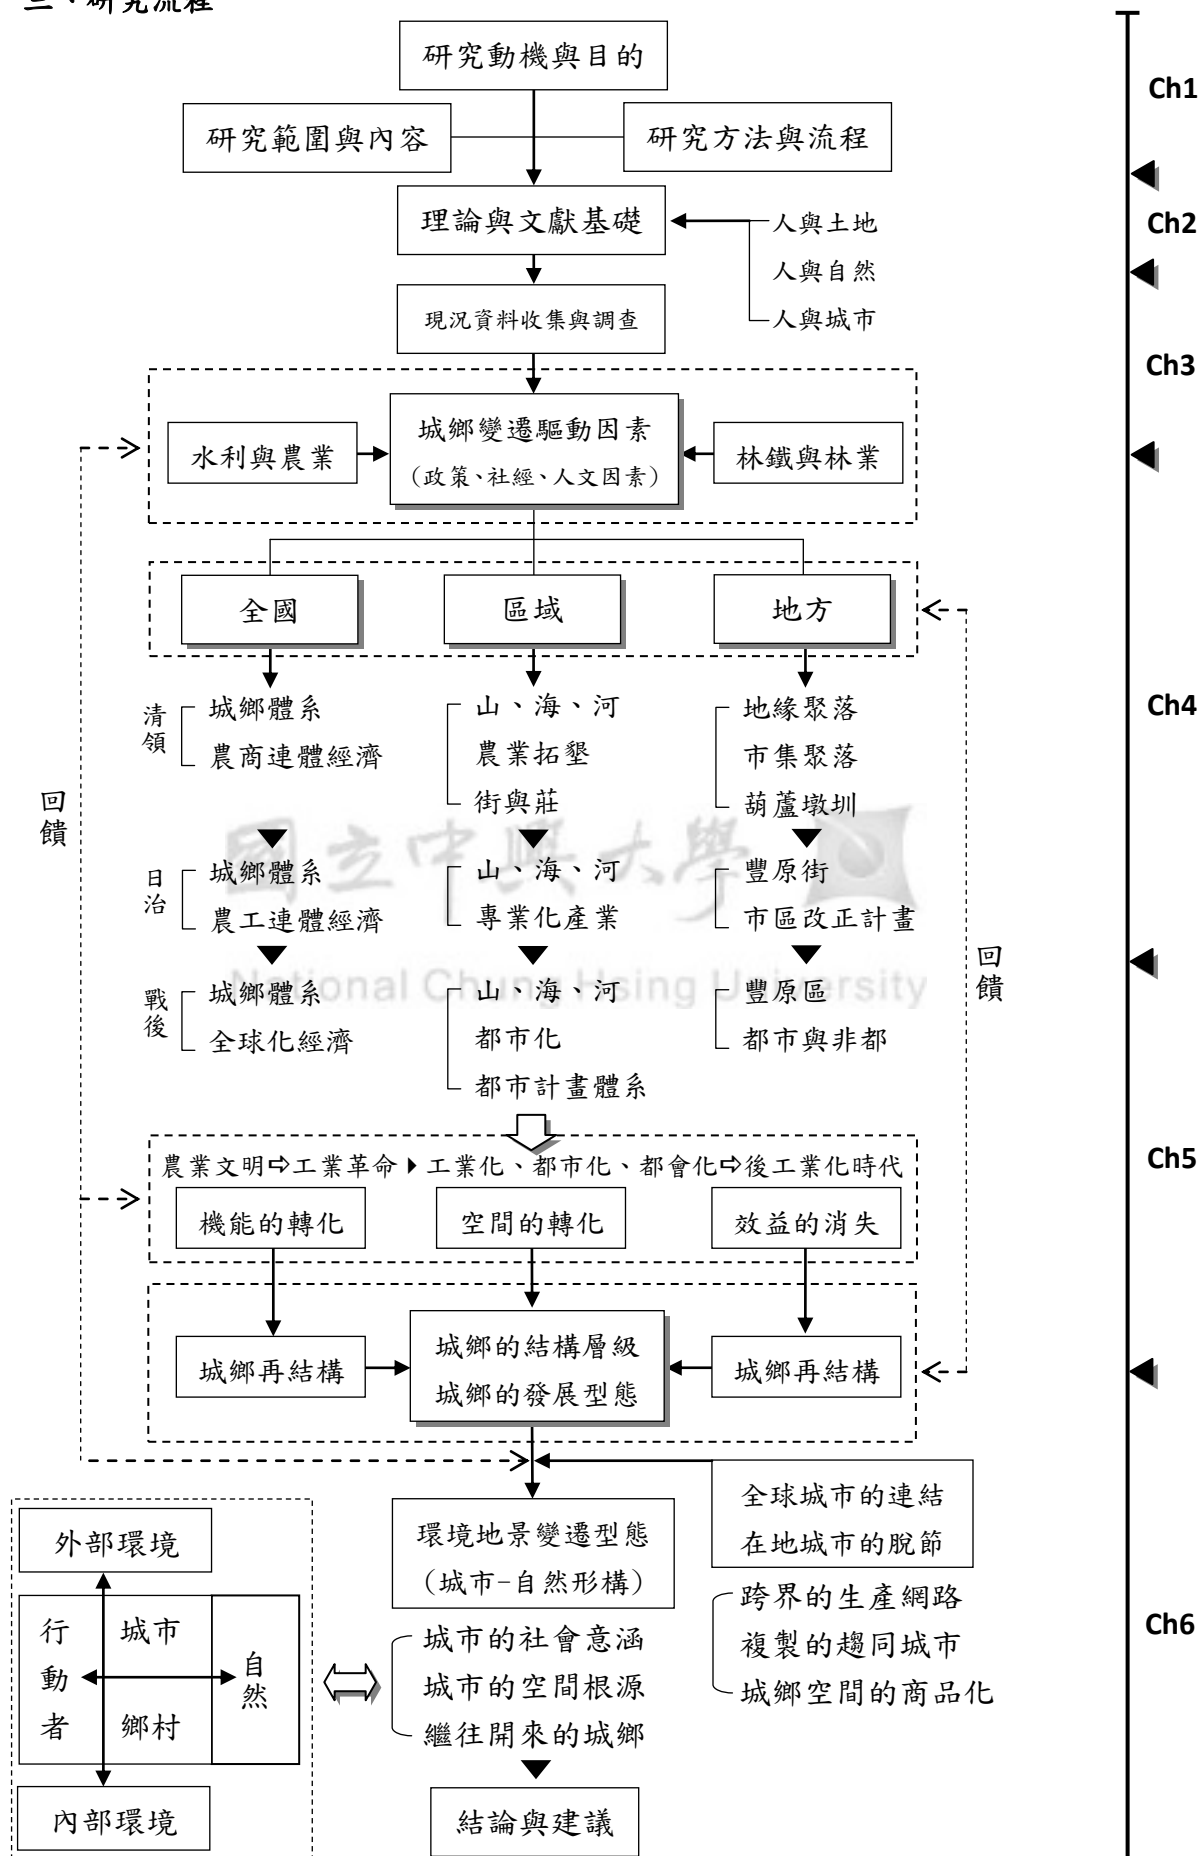 三、研究流程
研究動機與目的
Ch1
研究範圍與內容
研究方法與流程
理論與文獻基礎
人與土地
Ch2
人與自然
現況資料收集與調查
人與城市
Ch3
城鄉變遷驅動因素
(政策、社經、人文因素)
水利與農業
林鐵與林業
全國
區域
地方
Ch4
清領
城鄉體系
農商連體經濟
山、海、河
農業拓墾
街與莊
地緣聚落
市集聚落
葫蘆墩圳
回饋
國立中興大學
日治
城鄉體系
農工連體經濟
山、海、河
專業化產業
豐原街
市區改正計畫
回饋
National Chung Hsing University
戰後
城鄉體系
全球化經濟
山、海、河
都市化
都市計畫體系
豐原區
都市與非都
農業文明⇨工業革命▶工業化、都市化、都會化⇨後工業化時代
Ch5
機能的轉化
空間的轉化
效益的消失
城鄉再結構
城鄉的結構層級
城鄉的發展型態
城鄉再結構
全球城市的連結
在地城市的脫節
外部環境
環境地景變遷型態
(城市-自然形構)
跨界的生產網路
複製的趨同城市
城鄉空間的商品化
Ch6
行動者
城市
鄉村
自然
城市的社會意涵
城市的空間根源
繼往開來的城鄉
內部環境
結論與建議